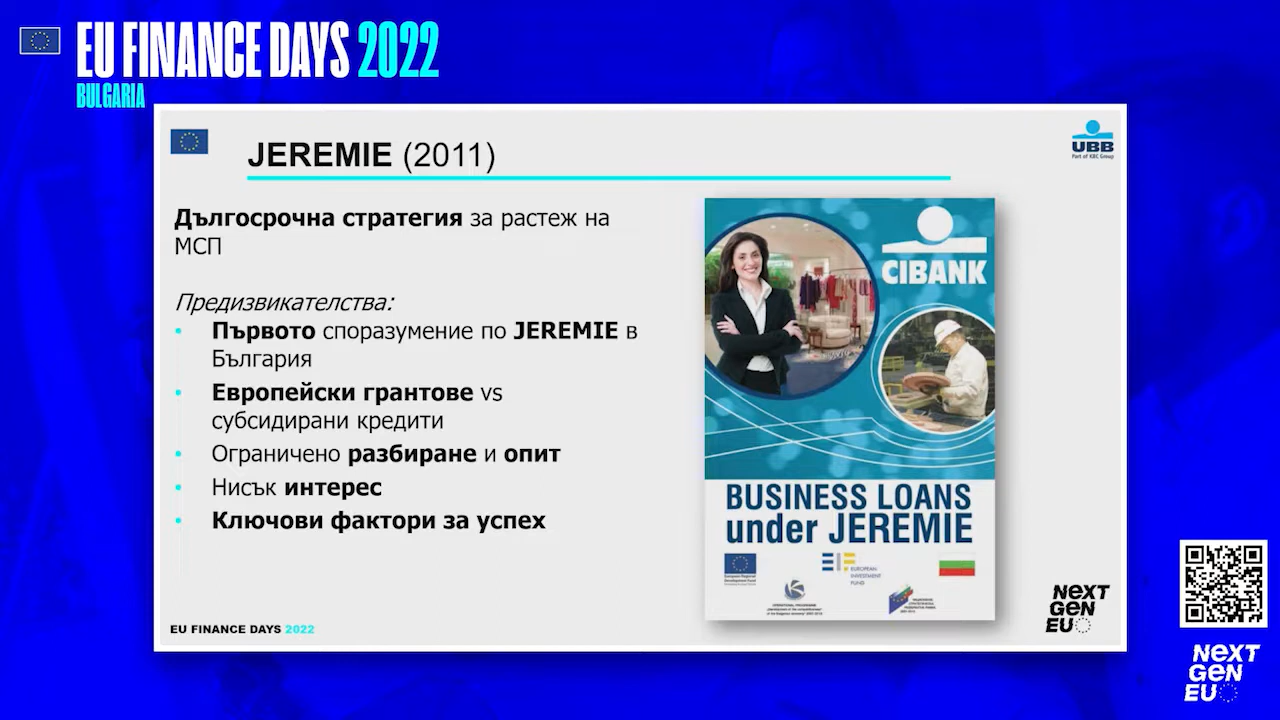 EU FINANCE DAYS 2022
BULGARIA
JEREMIE (2011)
UBB
Part of KBC Group
Дългосрочна стратегия за растеж на
МСП
Предизвикателства:
• Първото споразумение по JEREMIE в
България
• Европейски грантове vs
субсидирани кредити
• Ограничено разбиране и опит
• Нисък интерес
• Ключови фактори за успех
CIBANK
BUSINESS LOANS
under JEREMIE
EIF EUROPEAN
INVESTMENT
FUND
EU FINANCE DAYS 2022
NEXT
GEN
EU
NEXT
GEN
EU